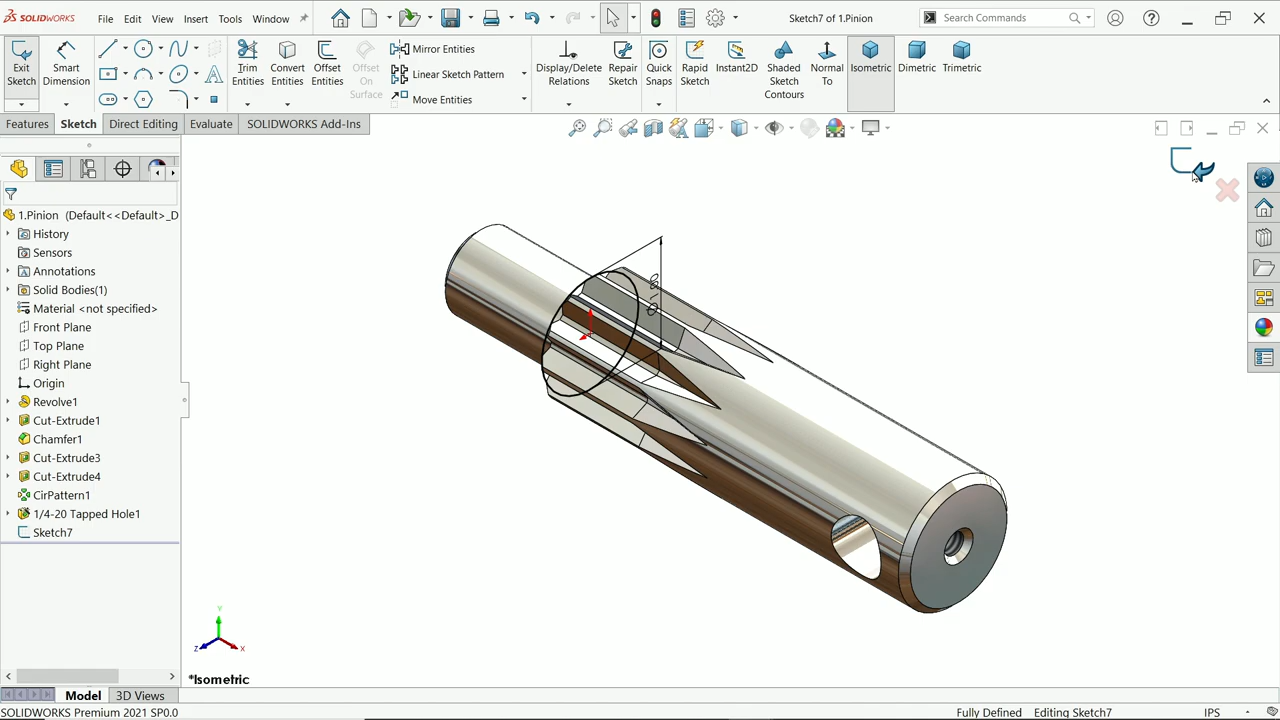 SOLIDWORKS
File
Edit
View
Insert
Tools
Window
Sketch7 of 1.Pinion
Search Commands
Exit Sketch
Smart Dimension
Trim Entities
Convert Entities
Offset Entities
Offset On Surface
Mirror Entities
Linear Sketch Pattern
Move Entities
Display/Delete Relations
Repair Sketch
Quick Snaps
Rapid Sketch
Instant2D
Shaded Sketch Contours
Normal To
Isometric
Dimetric
Trimetric
Features
Sketch
Direct Editing
Evaluate
SOLIDWORKS Add-Ins
1.Pinion (Default<<Default>_D
History
Sensors
Annotations
Solid Bodies(1)
Material <not specified>
Front Plane
Top Plane
Right Plane
Origin
Revolve1
Cut-Extrude1
Chamfer1
Cut-Extrude3
Cut-Extrude4
CirPattern1
1/4-20 Tapped Hole1
Sketch7
Y
Z
X
*Isometric
Model
3D Views
SOLIDWORKS Premium 2021 SP0.0
Fully Defined
Editing Sketch7
IPS